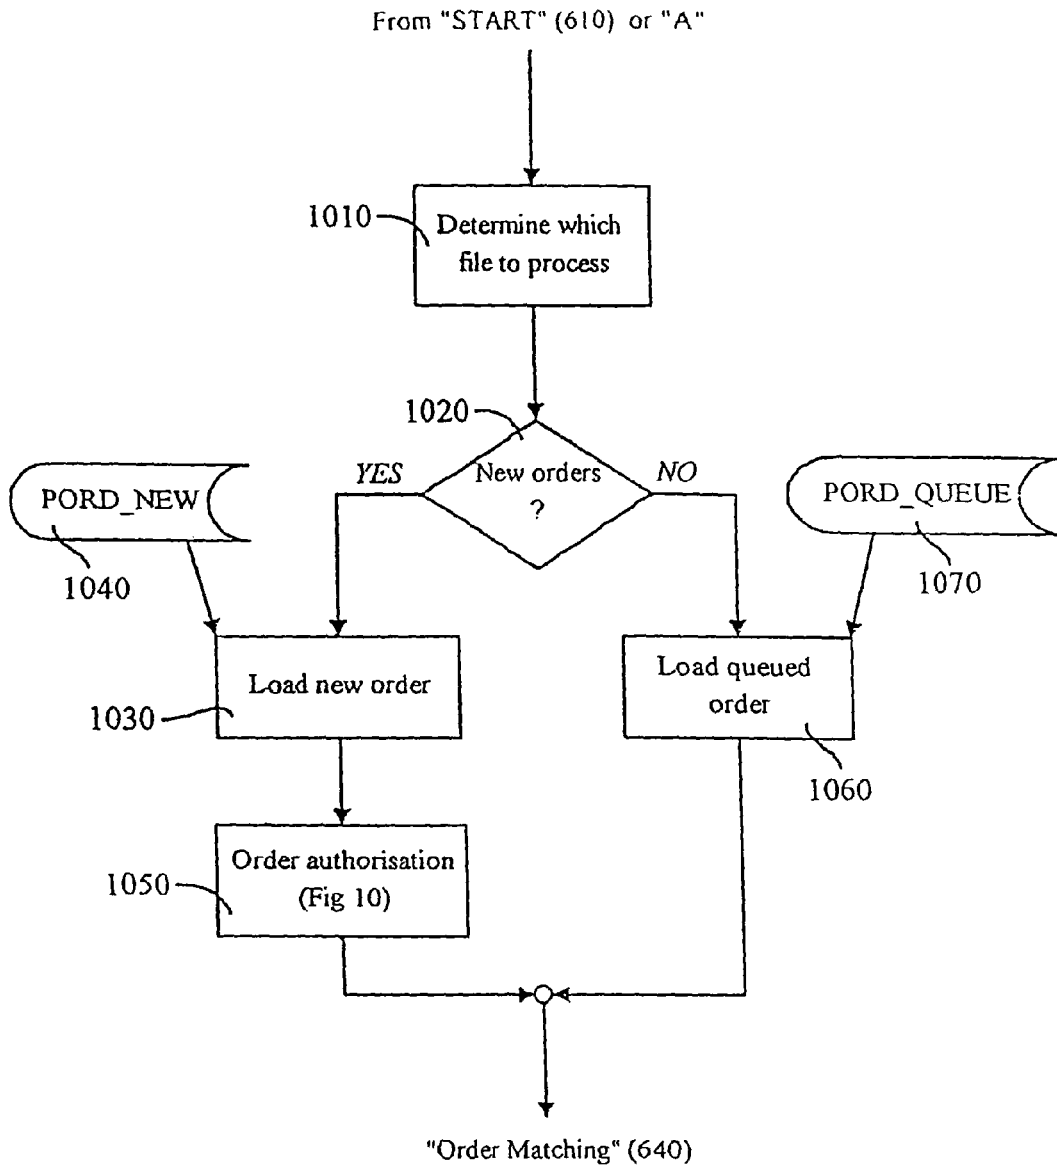 From "START" (610) or "A"
1010
Determine which
file to process
1020
YES
New orders
?
NO
PORD_NEW
PORD_QUEUE
1040
1070
Load new order
Load queued
order
1030
1060
Order authorisation
(Fig 10)
1050
"Order Matching" (640)